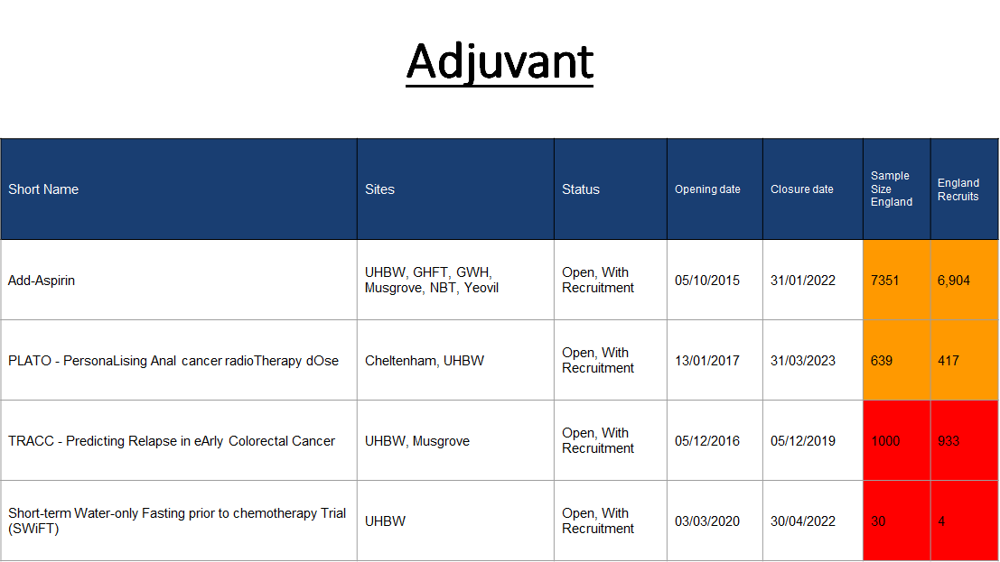 Adjuvant
Short Name
Sites
Status
Opening date
Closure date
Sample
Size
England
England
Recruits
Add-Aspirin
UHBW, GHFT, GWH,
Musgrove, NBT, Yeovil
Open, With
Recruitment
05/10/2015
31/01/2022
7351
6,904
PLATO - PersonaLising Anal cancer radioTherapy dOse
Cheltenham, UHBW
Open, With
Recruitment
13/01/2017
31/03/2023
639
417
TRACC - Predicting Relapse in eArly Colorectal Cancer
UHBW, Musgrove
Open, With
Recruitment
05/12/2016
05/12/2019
1000
933
Short-term Water-only Fasting prior to chemotherapy Trial
(SWiFT)
UHBW
Open, With
Recruitment
03/03/2020
30/04/2022
30
4